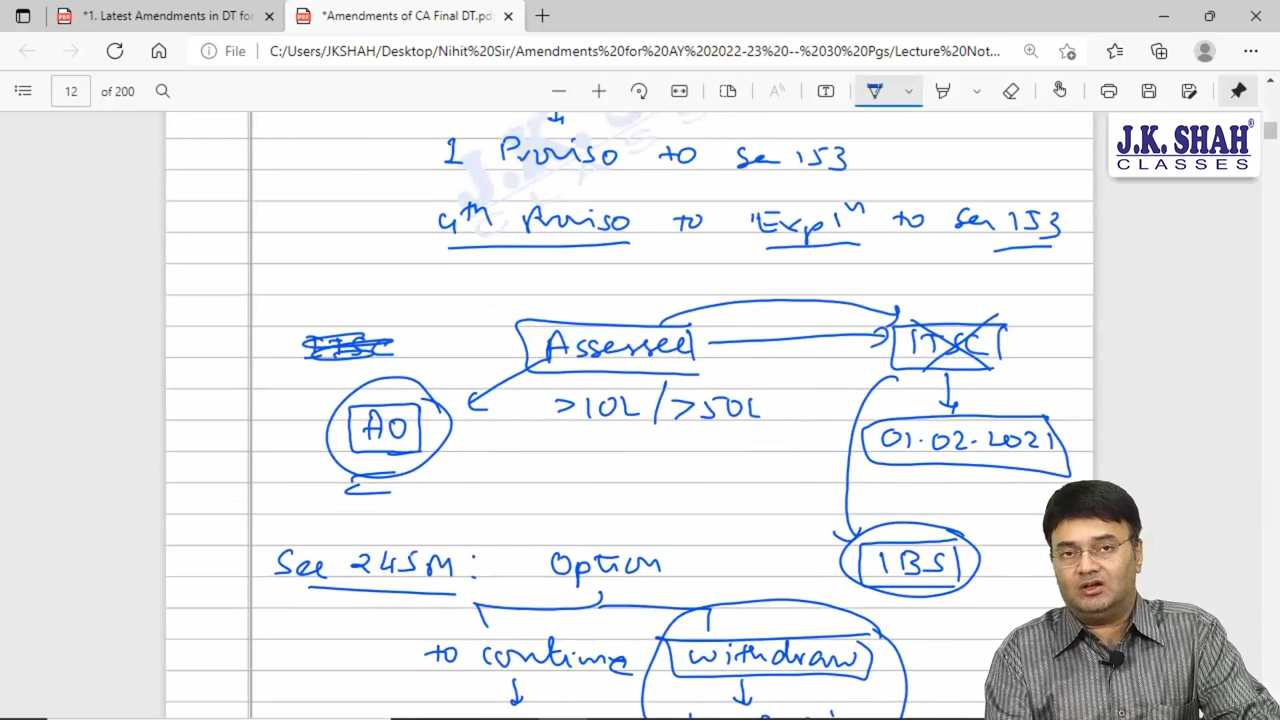 *1. Latest Amendments in DT for
*Amendments of CA Final DT.pdf
File
C:/Users/JKSHAH/Desktop/Nihit%20Sir/Amendments%20for%20AY%202022-23%20--%2030%20Pgs/Lecture%20Not...
12 of 200
J.K. SHAH®
CLASSES
1 Proviso to Sec 153
4th Proviso to "Expln to Sec 153
Assessee
ITSC
AO
>10L / >50L
01.02.2021
Sec 245M : Option
IBS
to continue
withdraw